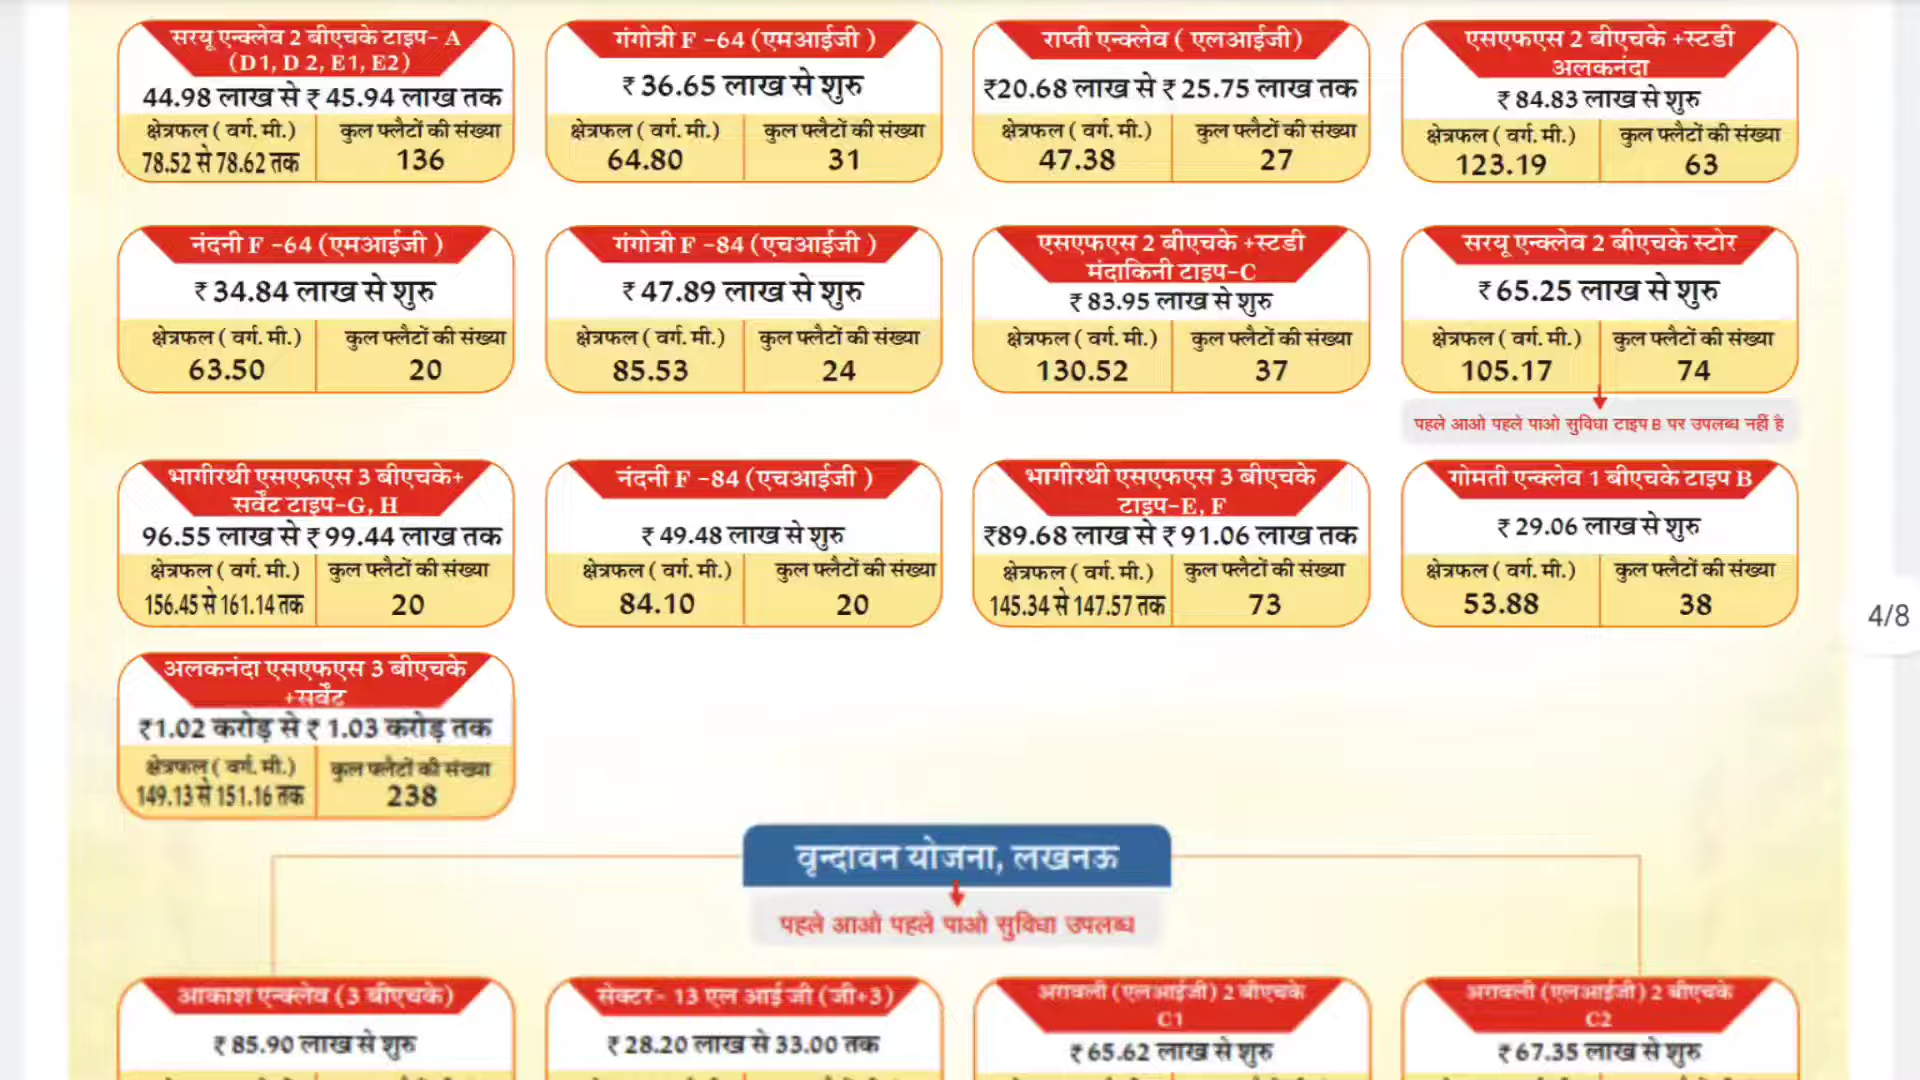 सरयू एन्क्लेव 2 बीएचके टाइप- A
(D1, D 2, E1, E2)
44.98 लाख से ₹ 45.94 लाख तक
क्षेत्रफल ( वर्ग. मी.)
78.52 से 78.62 तक
कुल फ्लैटों की संख्या
136
गंगोत्री F -64 (एमआईजी )
₹ 36.65 लाख से शुरु
क्षेत्रफल ( वर्ग. मी.)
64.80
कुल फ्लैटों की संख्या
31
राप्ती एन्क्लेव ( एलआईजी)
₹20.68 लाख से ₹ 25.75 लाख तक
क्षेत्रफल ( वर्ग. मी.)
47.38
कुल फ्लैटों की संख्या
27
एसएफएस 2 बीएचके +स्टडी
अलकनंदा
₹ 84.83 लाख से शुरु
क्षेत्रफल ( वर्ग. मी.)
123.19
कुल फ्लैटों की संख्या
63
नंदनी F -64 (एमआईजी )
₹ 34.84 लाख से शुरु
क्षेत्रफल ( वर्ग. मी.)
63.50
कुल फ्लैटों की संख्या
20
गंगोत्री F -84 (एचआईजी )
₹ 47.89 लाख से शुरु
क्षेत्रफल ( वर्ग. मी.)
85.53
कुल फ्लैटों की संख्या
24
एसएफएस 2 बीएचके +स्टडी
मंदाकिनी टाइप-C
₹ 83.95 लाख से शुरु
क्षेत्रफल ( वर्ग. मी.)
130.52
कुल फ्लैटों की संख्या
37
सरयू एन्क्लेव 2 बीएचके स्टोर
₹ 65.25 लाख से शुरु
क्षेत्रफल ( वर्ग. मी.)
105.17
कुल फ्लैटों की संख्या
74
पहले आओ पहले पाओ सुविधा टाइप B पर उपलब्ध नहीं है
भागीरथी एसएफएस 3 बीएचके+
सर्वेंट टाइप-G, H
96.55 लाख से ₹ 99.44 लाख तक
क्षेत्रफल ( वर्ग. मी.)
156.45 से 161.14 तक
कुल फ्लैटों की संख्या
20
नंदनी F -84 (एचआईजी )
₹ 49.48 लाख से शुरु
क्षेत्रफल ( वर्ग. मी.)
84.10
कुल फ्लैटों की संख्या
20
भागीरथी एसएफएस 3 बीएचके
टाइप-E, F
₹89.68 लाख से ₹ 91.06 लाख तक
क्षेत्रफल ( वर्ग. मी.)
145.34 से 147.57 तक
कुल फ्लैटों की संख्या
73
गोमती एन्क्लेव 1 बीएचके टाइप B
₹ 29.06 लाख से शुरु
क्षेत्रफल ( वर्ग. मी.)
53.88
कुल फ्लैटों की संख्या
38
4/8
अलकनंदा एसएफएस 3 बीएचके
+सर्वेंट
₹1.02 करोड़ से ₹ 1.03 करोड़ तक
क्षेत्रफल ( वर्ग. मी.)
149.13 से 151.16 तक
कुल फ्लैटों की संख्या
238
वृन्दावन योजना, लखनऊ
पहले आओ पहले पाओ सुविधा उपलब्ध
आकाश एन्क्लेव (3 बीएचके)
₹ 85.90 लाख से शुरु
सेक्टर- 13 एल आई जी (जी+3)
₹ 28.20 लाख से 33.00 तक
अरावली (एलआईजी) 2 बीएचके
C1
₹ 65.62 लाख से शुरु
अरावली (एलआईजी) 2 बीएचके
C2
₹ 67.35 लाख से शुरु